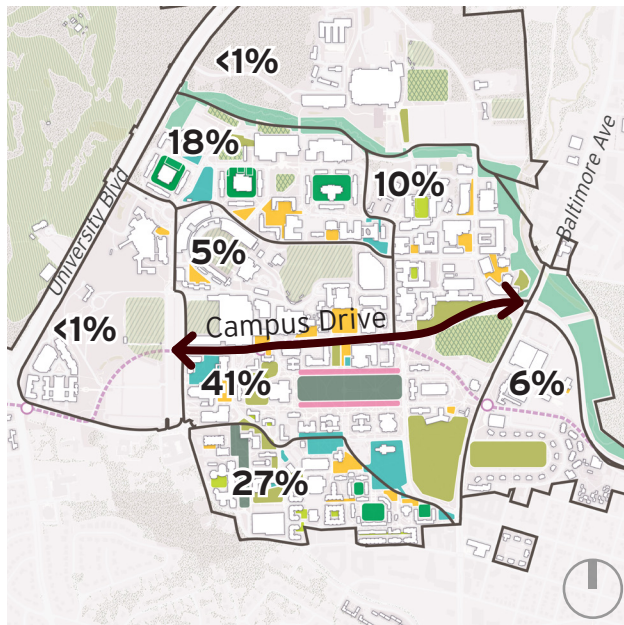 <1%
18%
10%
University Blvd
Baltimore Ave
5%
Campus Drive
<1%
41%
6%
27%